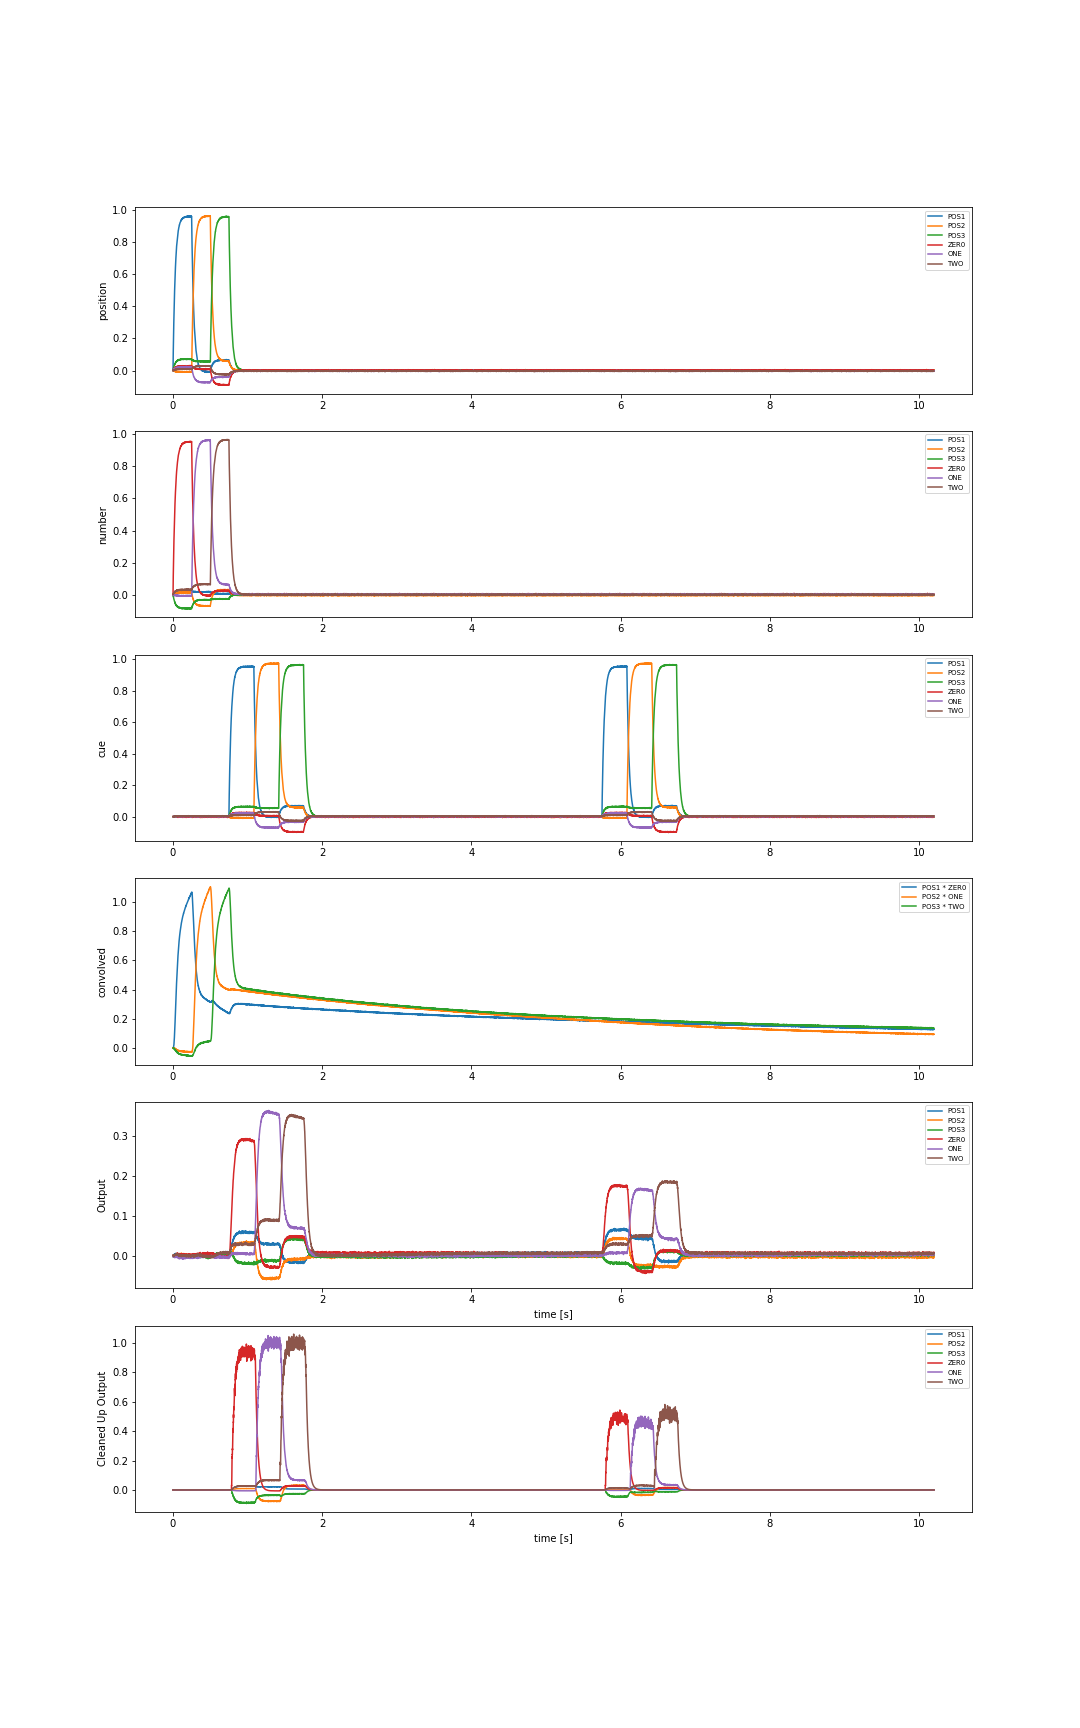 1.0
0.8
0.6
0.4
0.2
0.0
position
POS1
POS2
POS3
ZER0
ONE
TWO
0 2 4 6 8 10
1.0
0.8
0.6
0.4
0.2
0.0
number
POS1
POS2
POS3
ZER0
ONE
TWO
0 2 4 6 8 10
1.0
0.8
0.6
0.4
0.2
0.0
cue
POS1
POS2
POS3
ZER0
ONE
TWO
0 2 4 6 8 10
1.0
0.8
0.6
0.4
0.2
0.0
convolved
POS1 * ZER0
POS2 * ONE
POS3 * TWO
0 2 4 6 8 10
0.3
0.2
0.1
0.0
Output
POS1
POS2
POS3
ZER0
ONE
TWO
0 2 4 6 8 10
time [s]
1.0
0.8
0.6
0.4
0.2
0.0
Cleaned Up Output
POS1
POS2
POS3
ZER0
ONE
TWO
0 2 4 6 8 10
time [s]